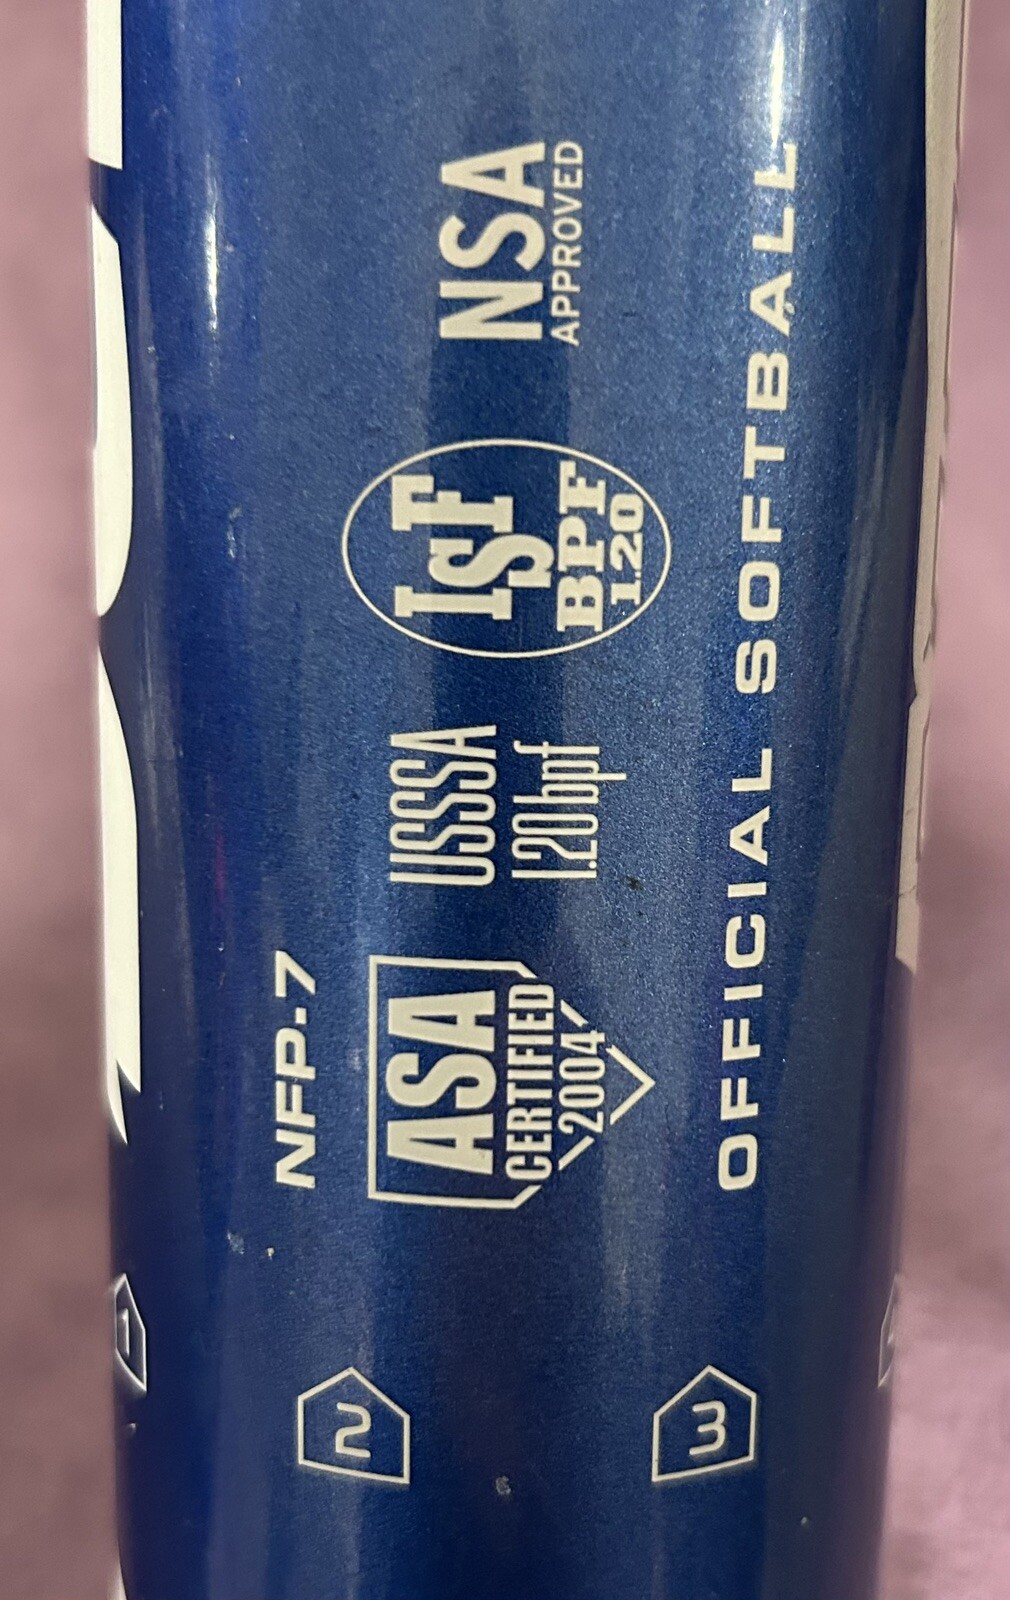 NFP-7
ASA
CERTIFIED
2004
USSSA
1.20 bpf
ISF
BPF
1.20
NSA
APPROVED
OFFICIAL SOFTBALL
2
3